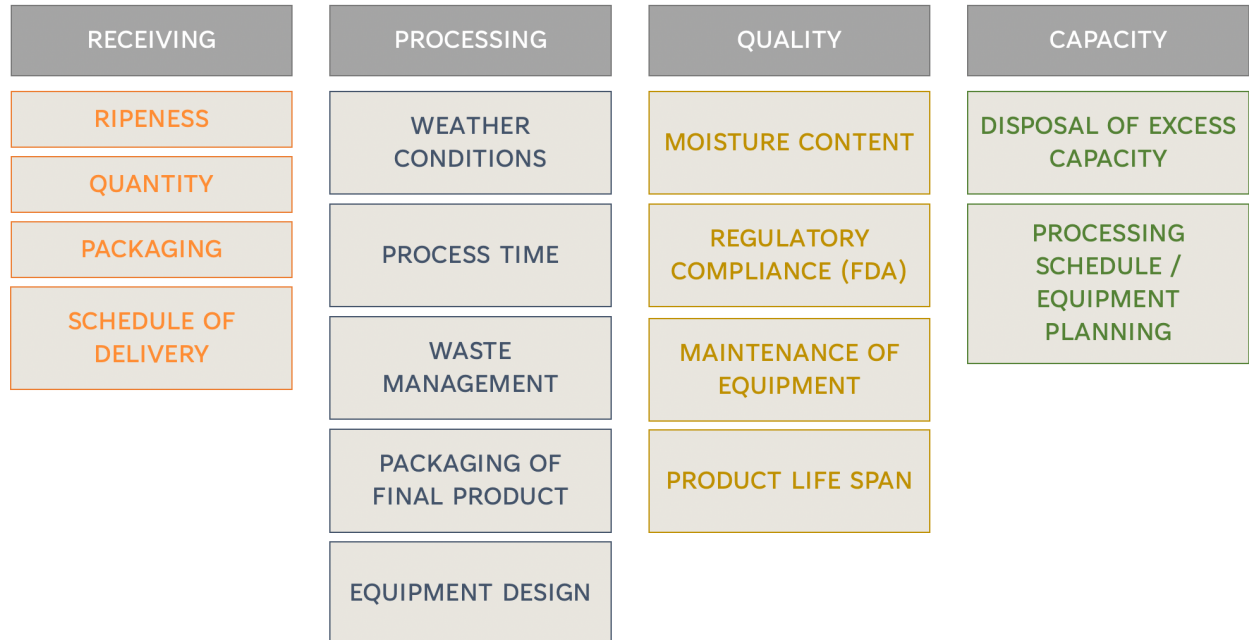 RECEIVING
RIPENESS
QUANTITY
PACKAGING
SCHEDULE OF
DELIVERY
PROCESSING
WEATHER
CONDITIONS
PROCESS TIME
WASTE
MANAGEMENT
PACKAGING OF
FINAL PRODUCT
EQUIPMENT DESIGN
QUALITY
MOISTURE CONTENT
REGULATORY
COMPLIANCE (FDA)
MAINTENANCE OF
EQUIPMENT
PRODUCT LIFE SPAN
CAPACITY
DISPOSAL OF EXCESS
CAPACITY
PROCESSING
SCHEDULE /
EQUIPMENT
PLANNING